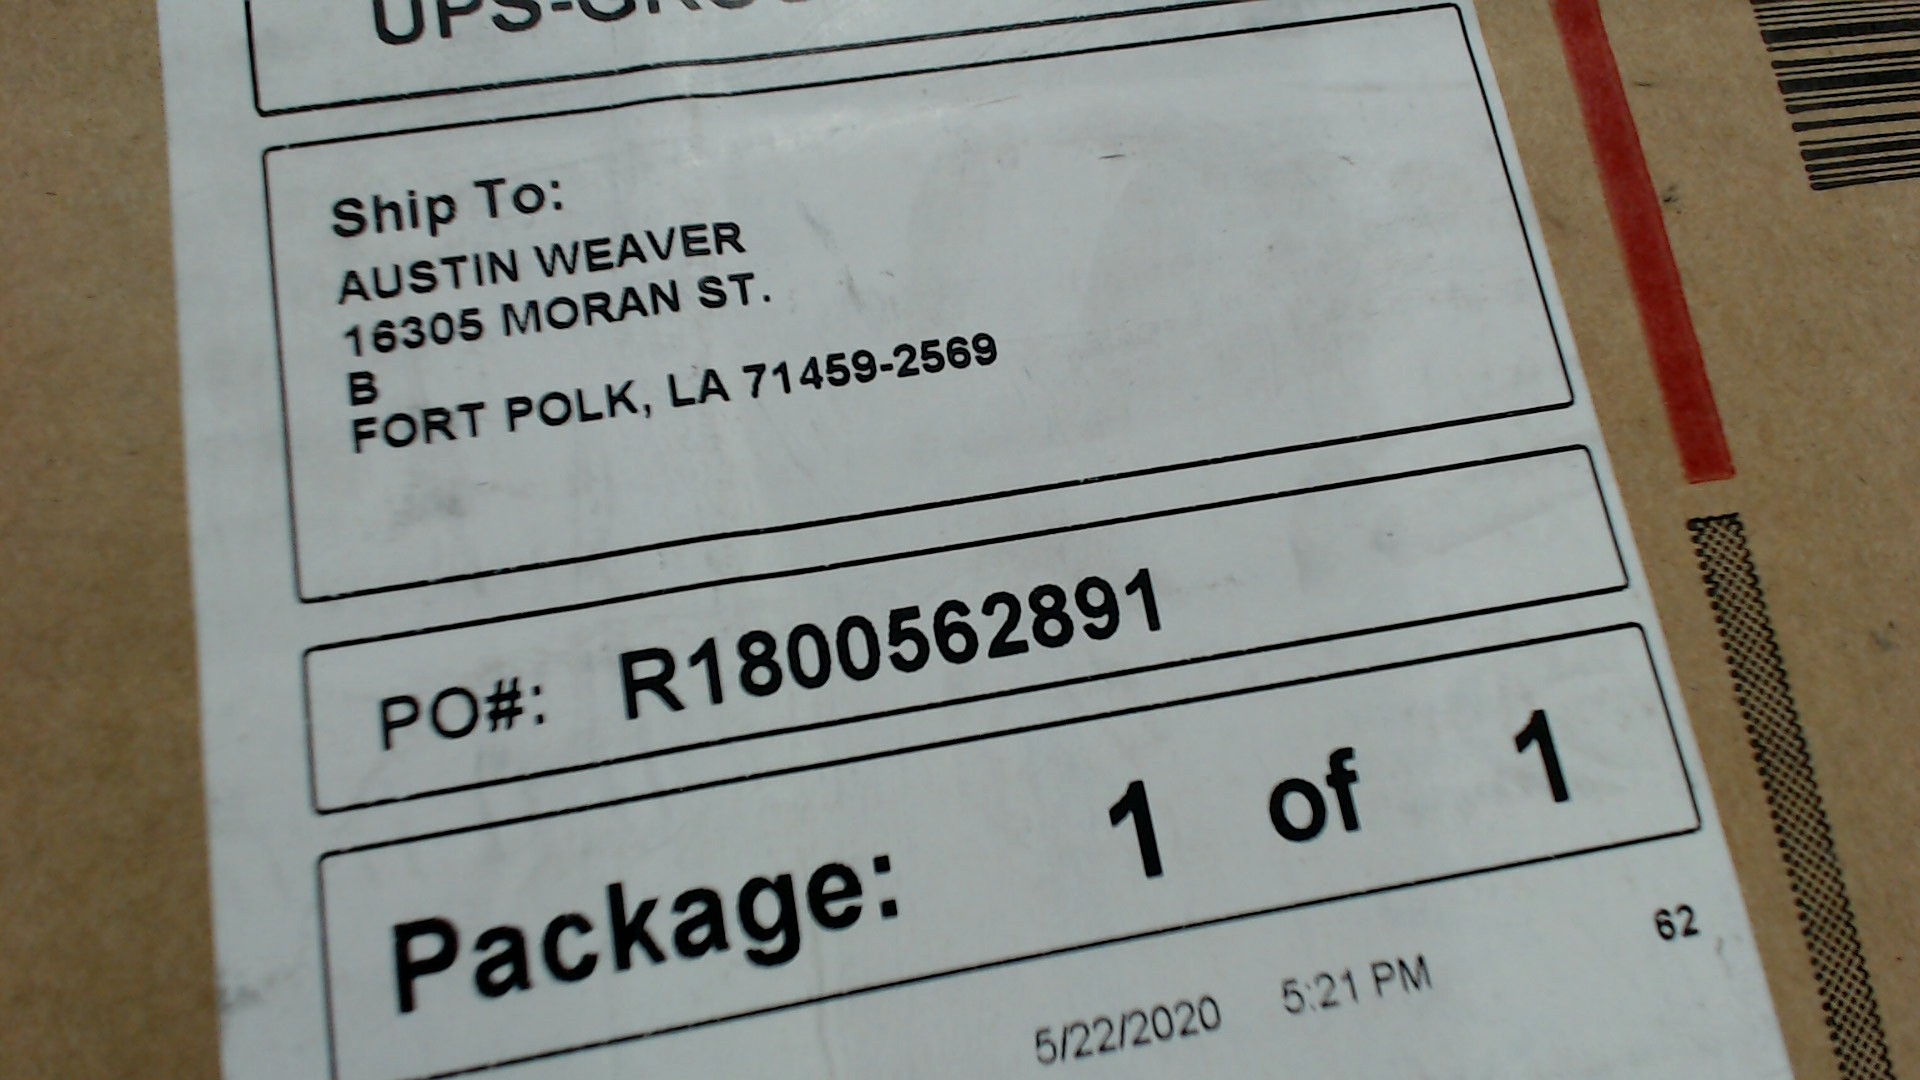 Ship To:
AUSTIN WEAVER
16305 MORAN ST.
B
FORT POLK, LA 71459-2569
PO#: R1800562891
Package: 1 of 1
62
5/22/2020 5:21 PM